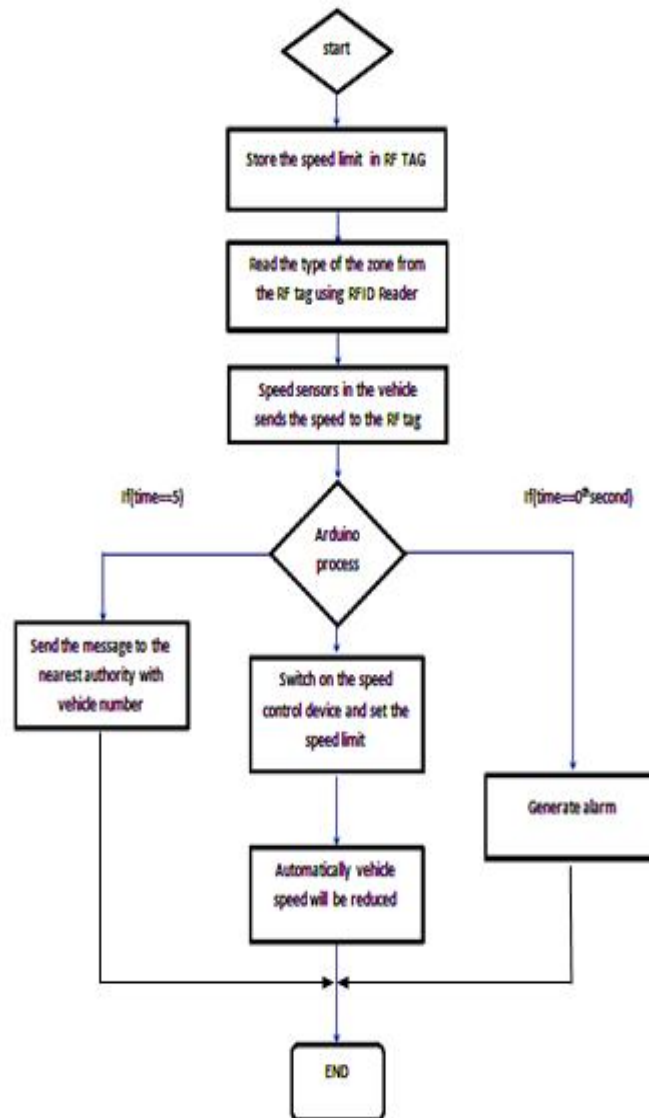 start
Store the speed limit in RF TAG
Read the type of the zone from
the RF tag using RFID Reader
Speed sensors in the vehicle
sends the speed to the RF tag
If(time==5)
If(time==0th second)
Arduino
process
Send the message to the
nearest authority with
vehicle number
Switch on the speed
control device and set the
speed limit
Generate alarm
Automatically vehicle
speed will be reduced
END